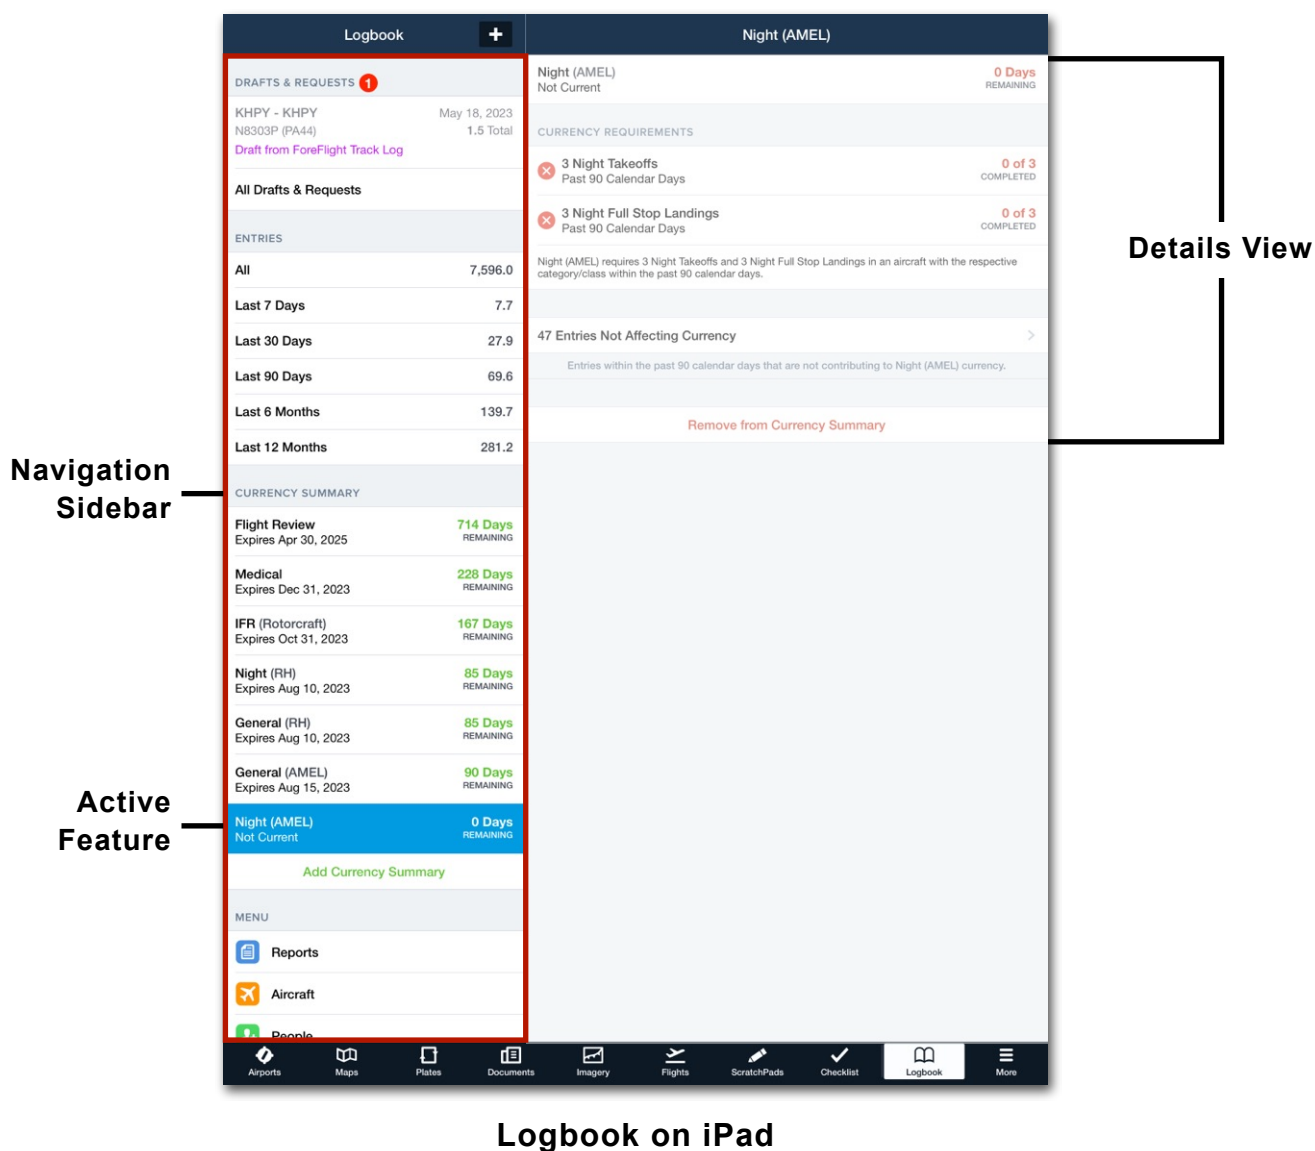 Logbook
Night (AMEL)
DRAFTS & REQUESTS 1
KHPY - KHPY May 18, 2023
N8303P (PA44) 1.5 Total
Draft from ForeFlight Track Log
All Drafts & Requests
ENTRIES
All 7,596.0
Last 7 Days 7.7
Last 30 Days 27.9
Last 90 Days 69.6
Last 6 Months 139.7
Last 12 Months 281.2
CURRENCY SUMMARY
Flight Review 714 Days
Expires Apr 30, 2025 REMAINING
Medical 228 Days
Expires Dec 31, 2023 REMAINING
IFR (Rotorcraft) 167 Days
Expires Oct 31, 2023 REMAINING
Night (RH) 85 Days
Expires Aug 10, 2023 REMAINING
General (RH) 85 Days
Expires Aug 10, 2023 REMAINING
General (AMEL) 90 Days
Expires Aug 15, 2023 REMAINING
Night (AMEL) 0 Days
Not Current REMAINING
Add Currency Summary
MENU
Reports
Aircraft
People
Night (AMEL) 0 Days
Not Current REMAINING
CURRENCY REQUIREMENTS
3 Night Takeoffs 0 of 3
Past 90 Calendar Days COMPLETED
3 Night Full Stop Landings 0 of 3
Past 90 Calendar Days COMPLETED
Night (AMEL) requires 3 Night Takeoffs and 3 Night Full Stop Landings in an aircraft with the respective
category/class within the past 90 calendar days.
47 Entries Not Affecting Currency
Entries within the past 90 calendar days that are not contributing to Night (AMEL) currency.
Remove from Currency Summary
Airports Maps Plates Documents Imagery Flights ScratchPads Checklist Logbook More
Navigation
Sidebar
Active
Feature
Details View
Logbook on iPad